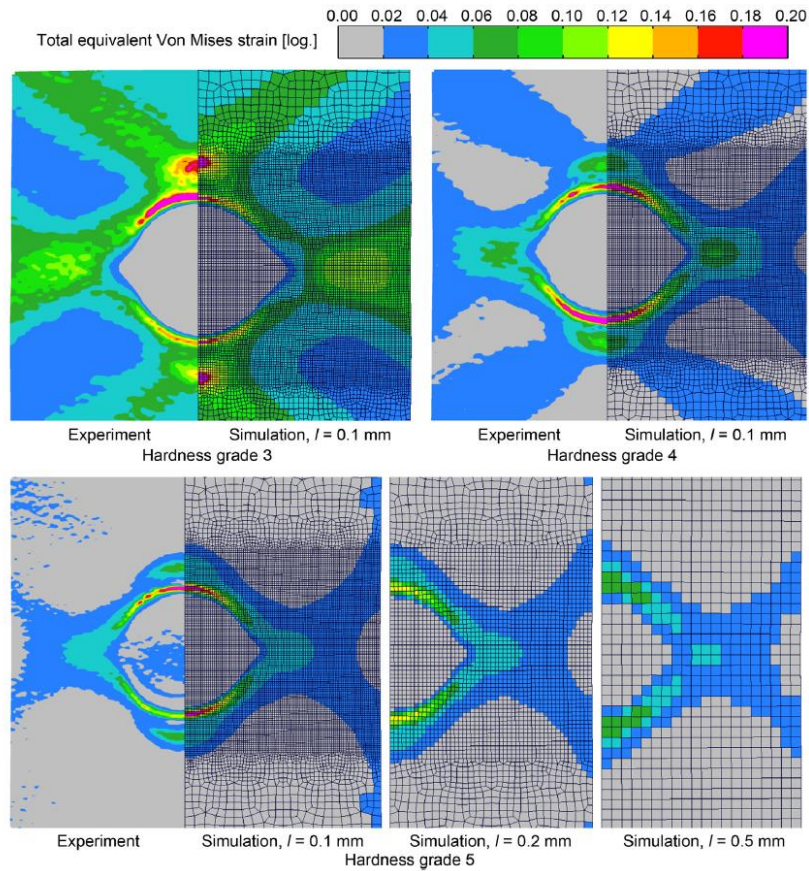 0.00 0.02 0.04 0.06 0.08 0.10 0.12 0.14 0.16 0.18 0.20
Total equivalent Von Mises strain [log.]
Experiment Simulation, l = 0.1 mm
Hardness grade 3
Experiment Simulation, l = 0.1 mm
Hardness grade 4
Experiment Simulation, l = 0.1 mm Simulation, l = 0.2 mm Simulation, l = 0.5 mm
Hardness grade 5